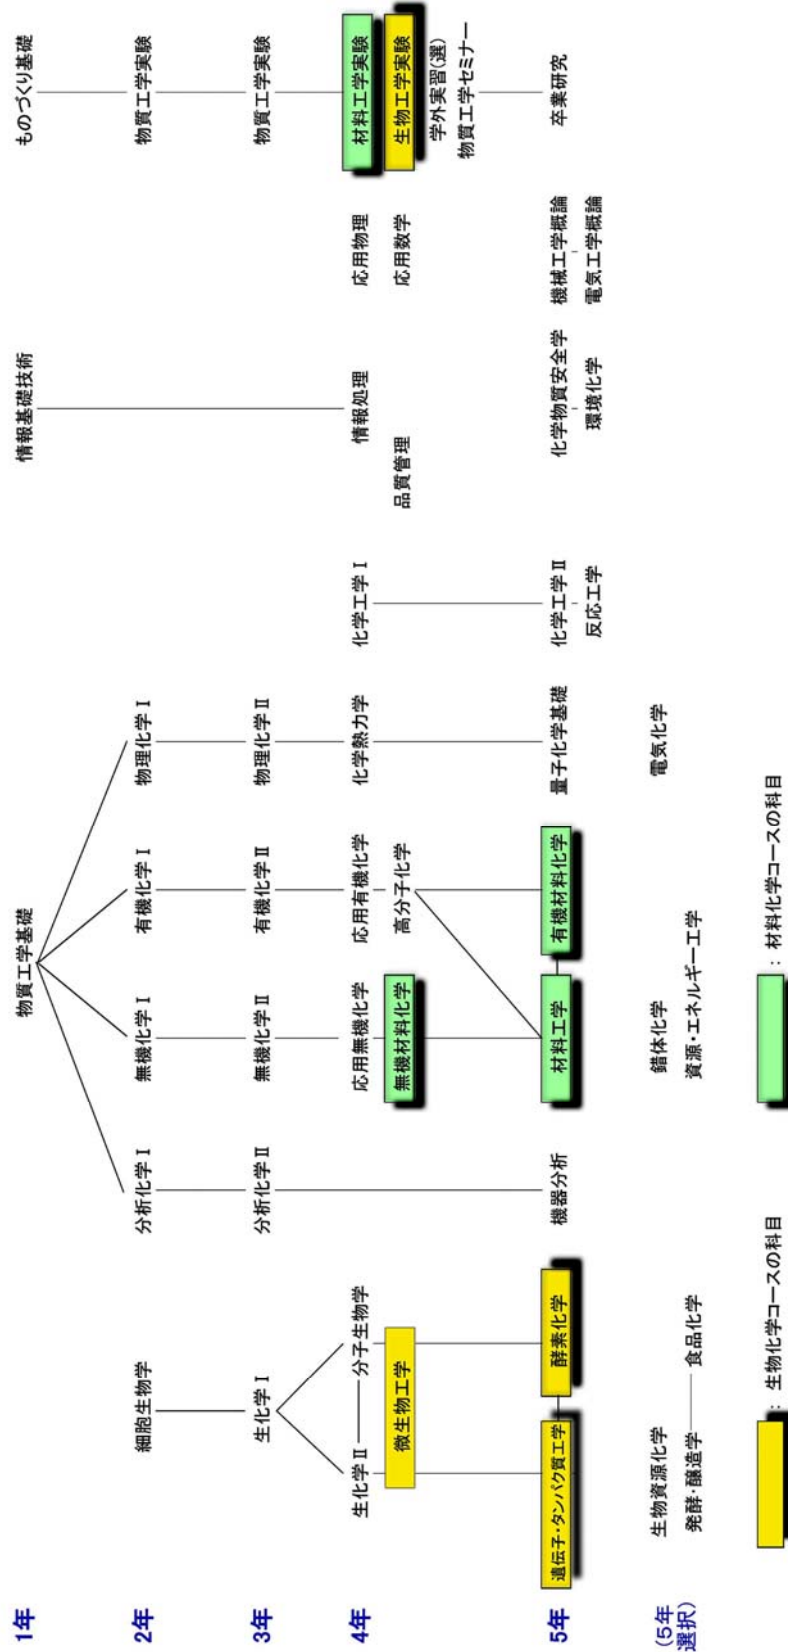 1年
物質工学基礎
情報基礎技術
ものづくり基礎
2年
細胞生物学
分析化学Ⅰ
無機化学Ⅰ
有機化学Ⅰ
物理化学Ⅰ
物質工学実験
3年
生化学Ⅰ
分析化学Ⅱ
無機化学Ⅱ
有機化学Ⅱ
物理化学Ⅱ
物質工学実験
4年
生化学Ⅱ
分子生物学
応用無機化学
応用有機化学
化学熱力学
化学工学Ⅰ
情報処理
応用物理
材料工学実験
微生物工学
無機材料化学
高分子化学
品質管理
応用数学
生物工学実験
学外実習(選)
物質工学セミナー
5年
遺伝子・タンパク質工学
酵素化学
機器分析
材料工学
有機材料化学
量子化学基礎
化学工学Ⅱ
化学物質安全学
機械工学概論
卒業研究
反応工学
環境化学
電気工学概論
(5年
選択)
生物資源化学
錯体化学
電気化学
発酵・醸造学
食品化学
資源・エネルギー工学
:生物化学コースの科目
:材料化学コースの科目